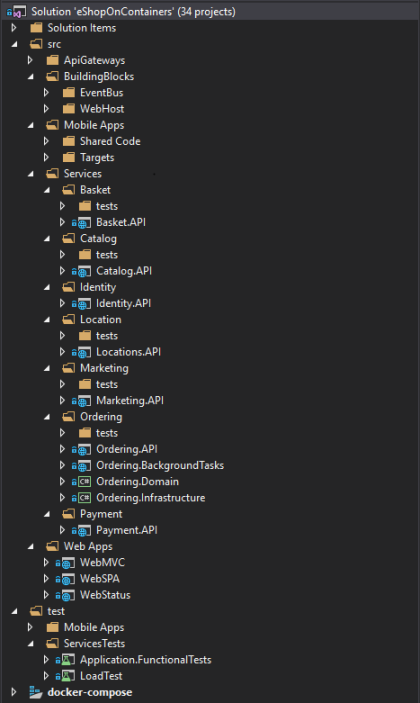 Solution 'eShopOnContainers' (34 projects)
Solution Items
src
ApiGateways
BuildingBlocks
EventBus
WebHost
Mobile Apps
Shared Code
Targets
Services
Basket
tests
Basket.API
Catalog
tests
Catalog.API
Identity
Identity.API
Location
tests
Locations.API
Marketing
tests
Marketing.API
Ordering
tests
Ordering.API
Ordering.BackgroundTasks
C# Ordering.Domain
C# Ordering.Infrastructure
Payment
Payment.API
Web Apps
WebMVC
WebSPA
WebStatus
test
Mobile Apps
ServicesTests
Application.FunctionalTests
LoadTest
docker-compose